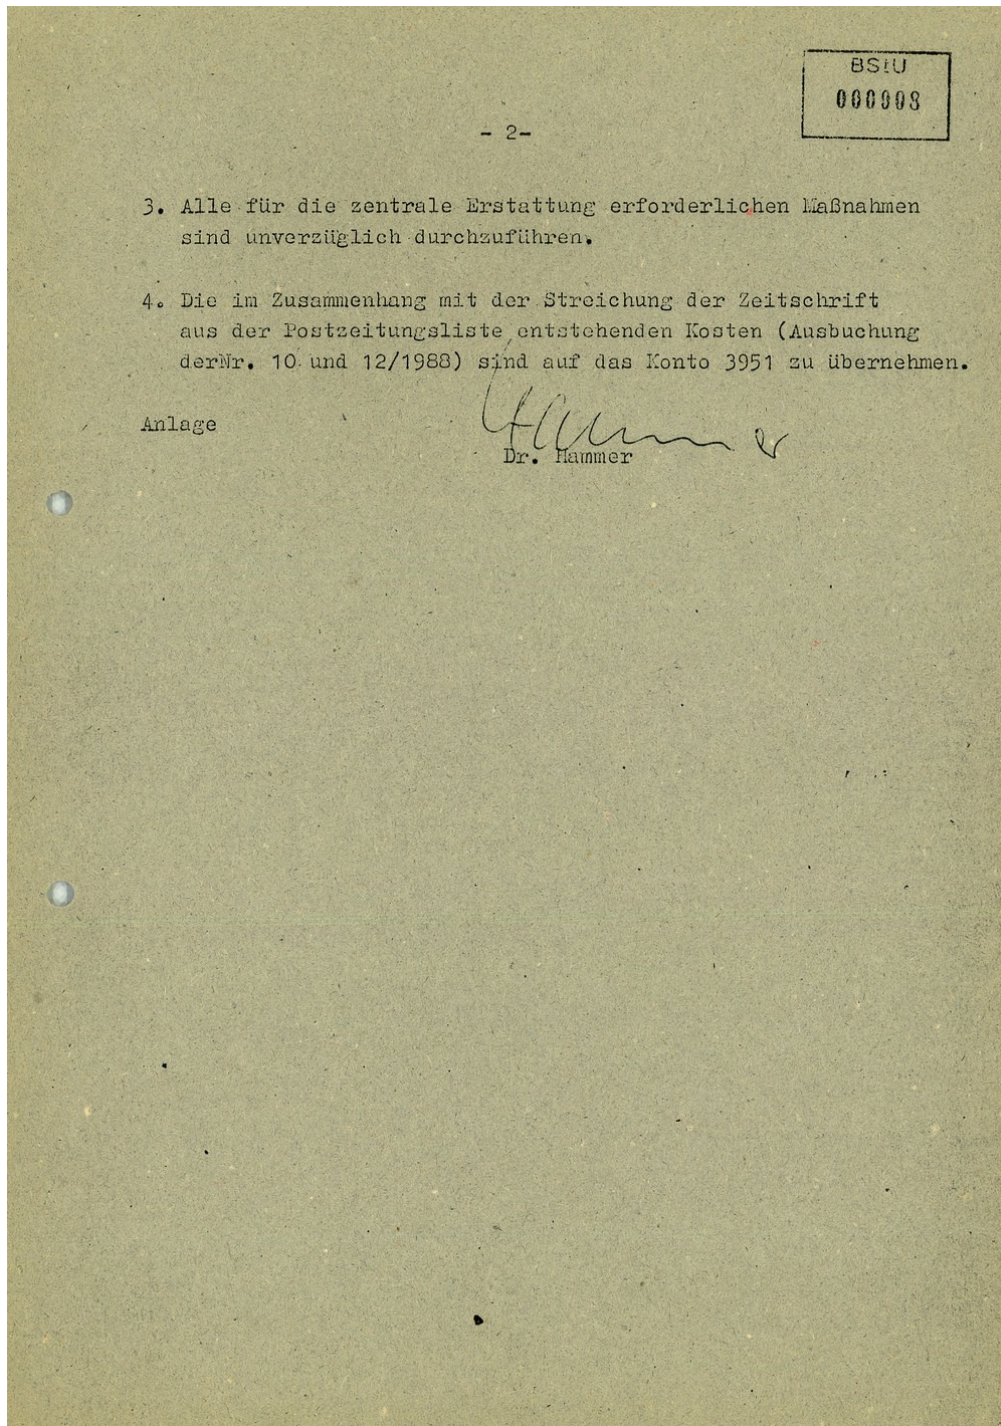 BStU
000008
- 2-
3. Alle für die zentrale Erstattung erforderlichen Maßnahmen
sind unverzüglich durchzuführen.
4. Die im Zusammenhang mit der Streichung der Zeitschrift
aus der Postzeitungsliste entstehenden Kosten (Ausbuchung
derNr. 10 und 12/1988) sind auf das Konto 3951 zu übernehmen.
Anlage
Hammer
Dr. Hammer